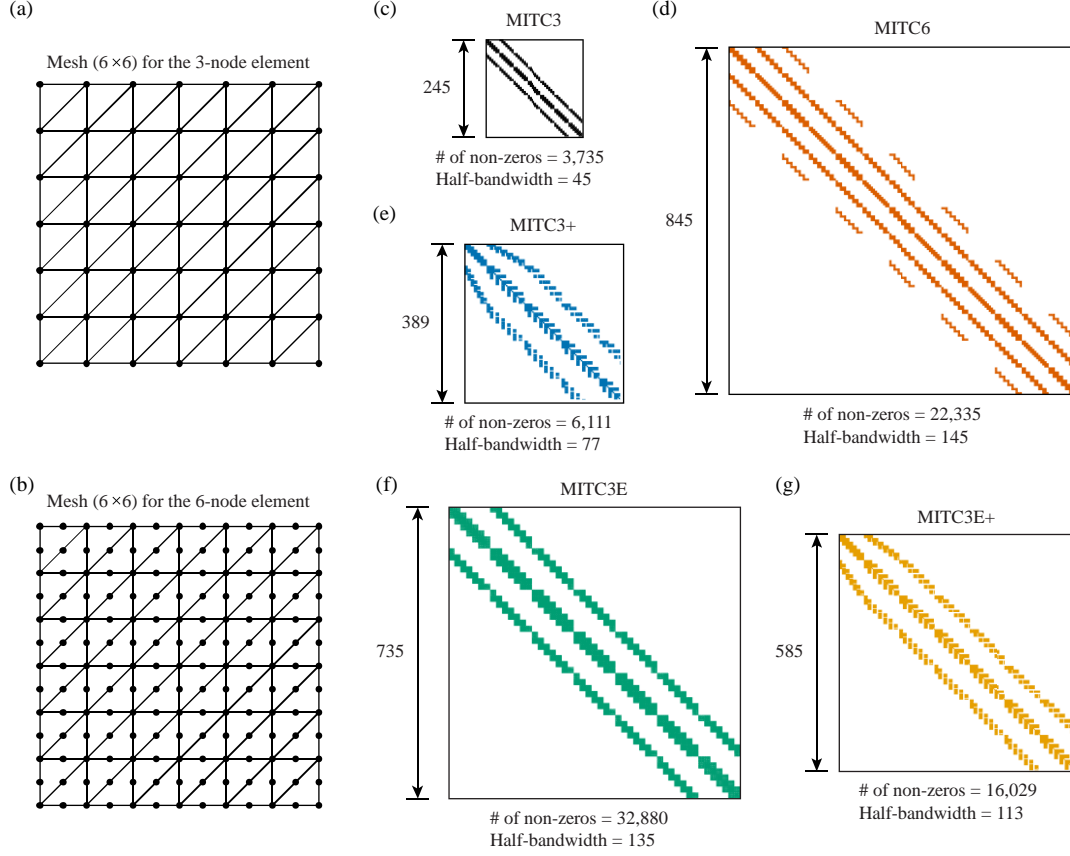 (a)
Mesh (6×6) for the 3-node element
(c)
MITC3
245
# of non-zeros = 3,735
Half-bandwidth = 45
(d)
MITC6
845
# of non-zeros = 22,335
Half-bandwidth = 145
(e)
MITC3+
389
# of non-zeros = 6,111
Half-bandwidth = 77
(b)
Mesh (6×6) for the 6-node element
(f)
MITC3E
735
# of non-zeros = 32,880
Half-bandwidth = 135
(g)
MITC3E+
585
# of non-zeros = 16,029
Half-bandwidth = 113